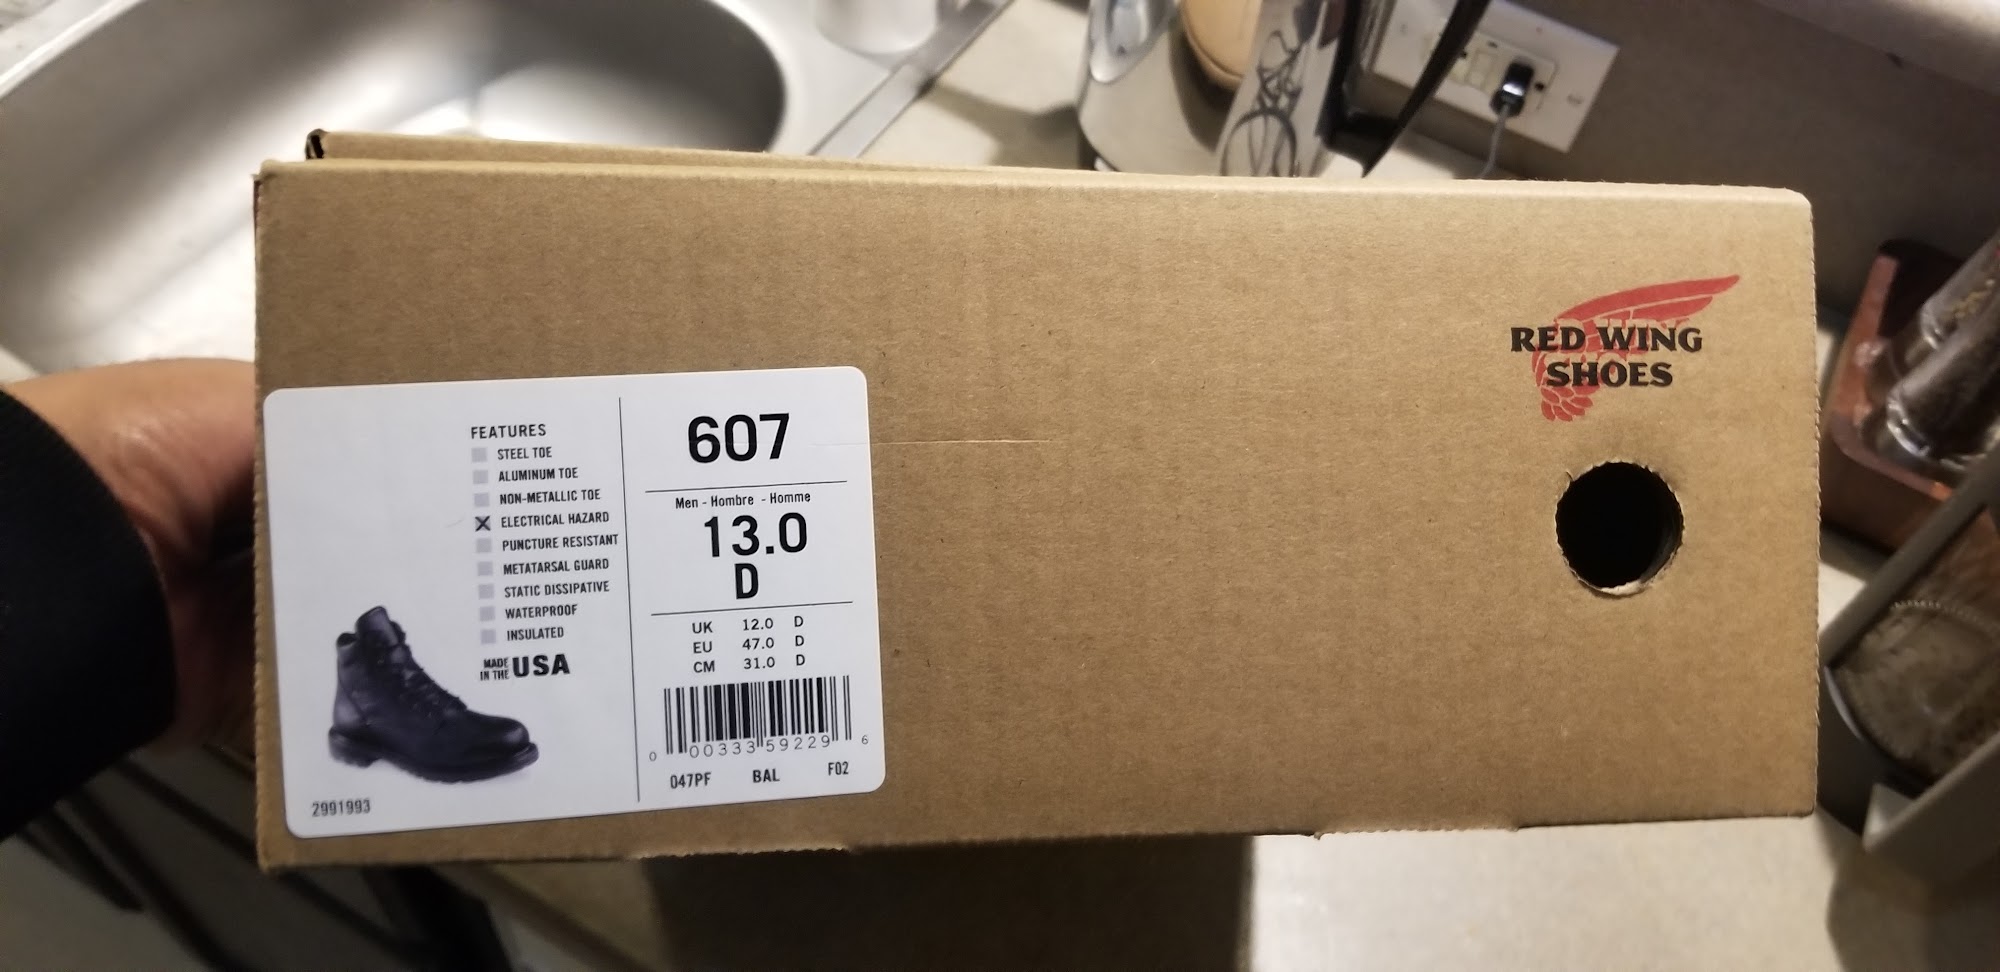 FEATURES
STEEL TOE
ALUMINUM TOE
NON-METALLIC TOE
X ELECTRICAL HAZARD
PUNCTURE RESISTANT
METATARSAL GUARD
STATIC DISSIPATIVE
WATERPROOF
INSULATED
MADE IN THE USA
2991993
607
Men - Hombre - Homme
13.0
D
UK 12.0 D
EU 47.0 D
CM 31.0 D
0 00333 59229 6
047PF BAL F02
RED WING
SHOES